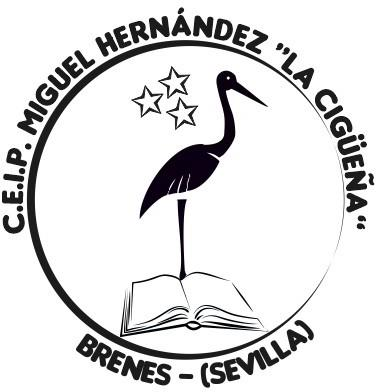 C.E.I.P. MIGUEL HERNÁNDEZ "LA CIGÜEÑA"
BRENES - (SEVILLA)